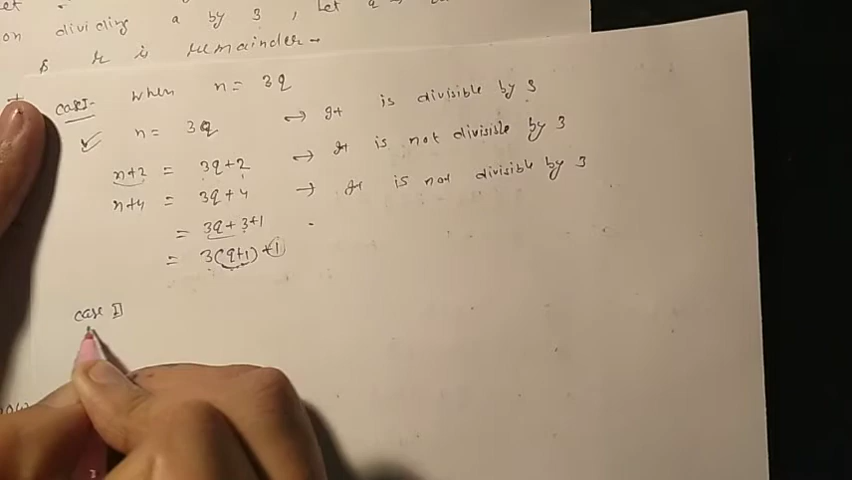 on dividing a by 3, Let
& r is remainder
case I- when n = 3q
n = 3q ↔ It is divisible by 3
n+2 = 3q+2 ↔ It is not divisible by 3
n+4 = 3q+4 → It is not divisible by 3
= 3q+3+1
= 3(q+1)+1
case II